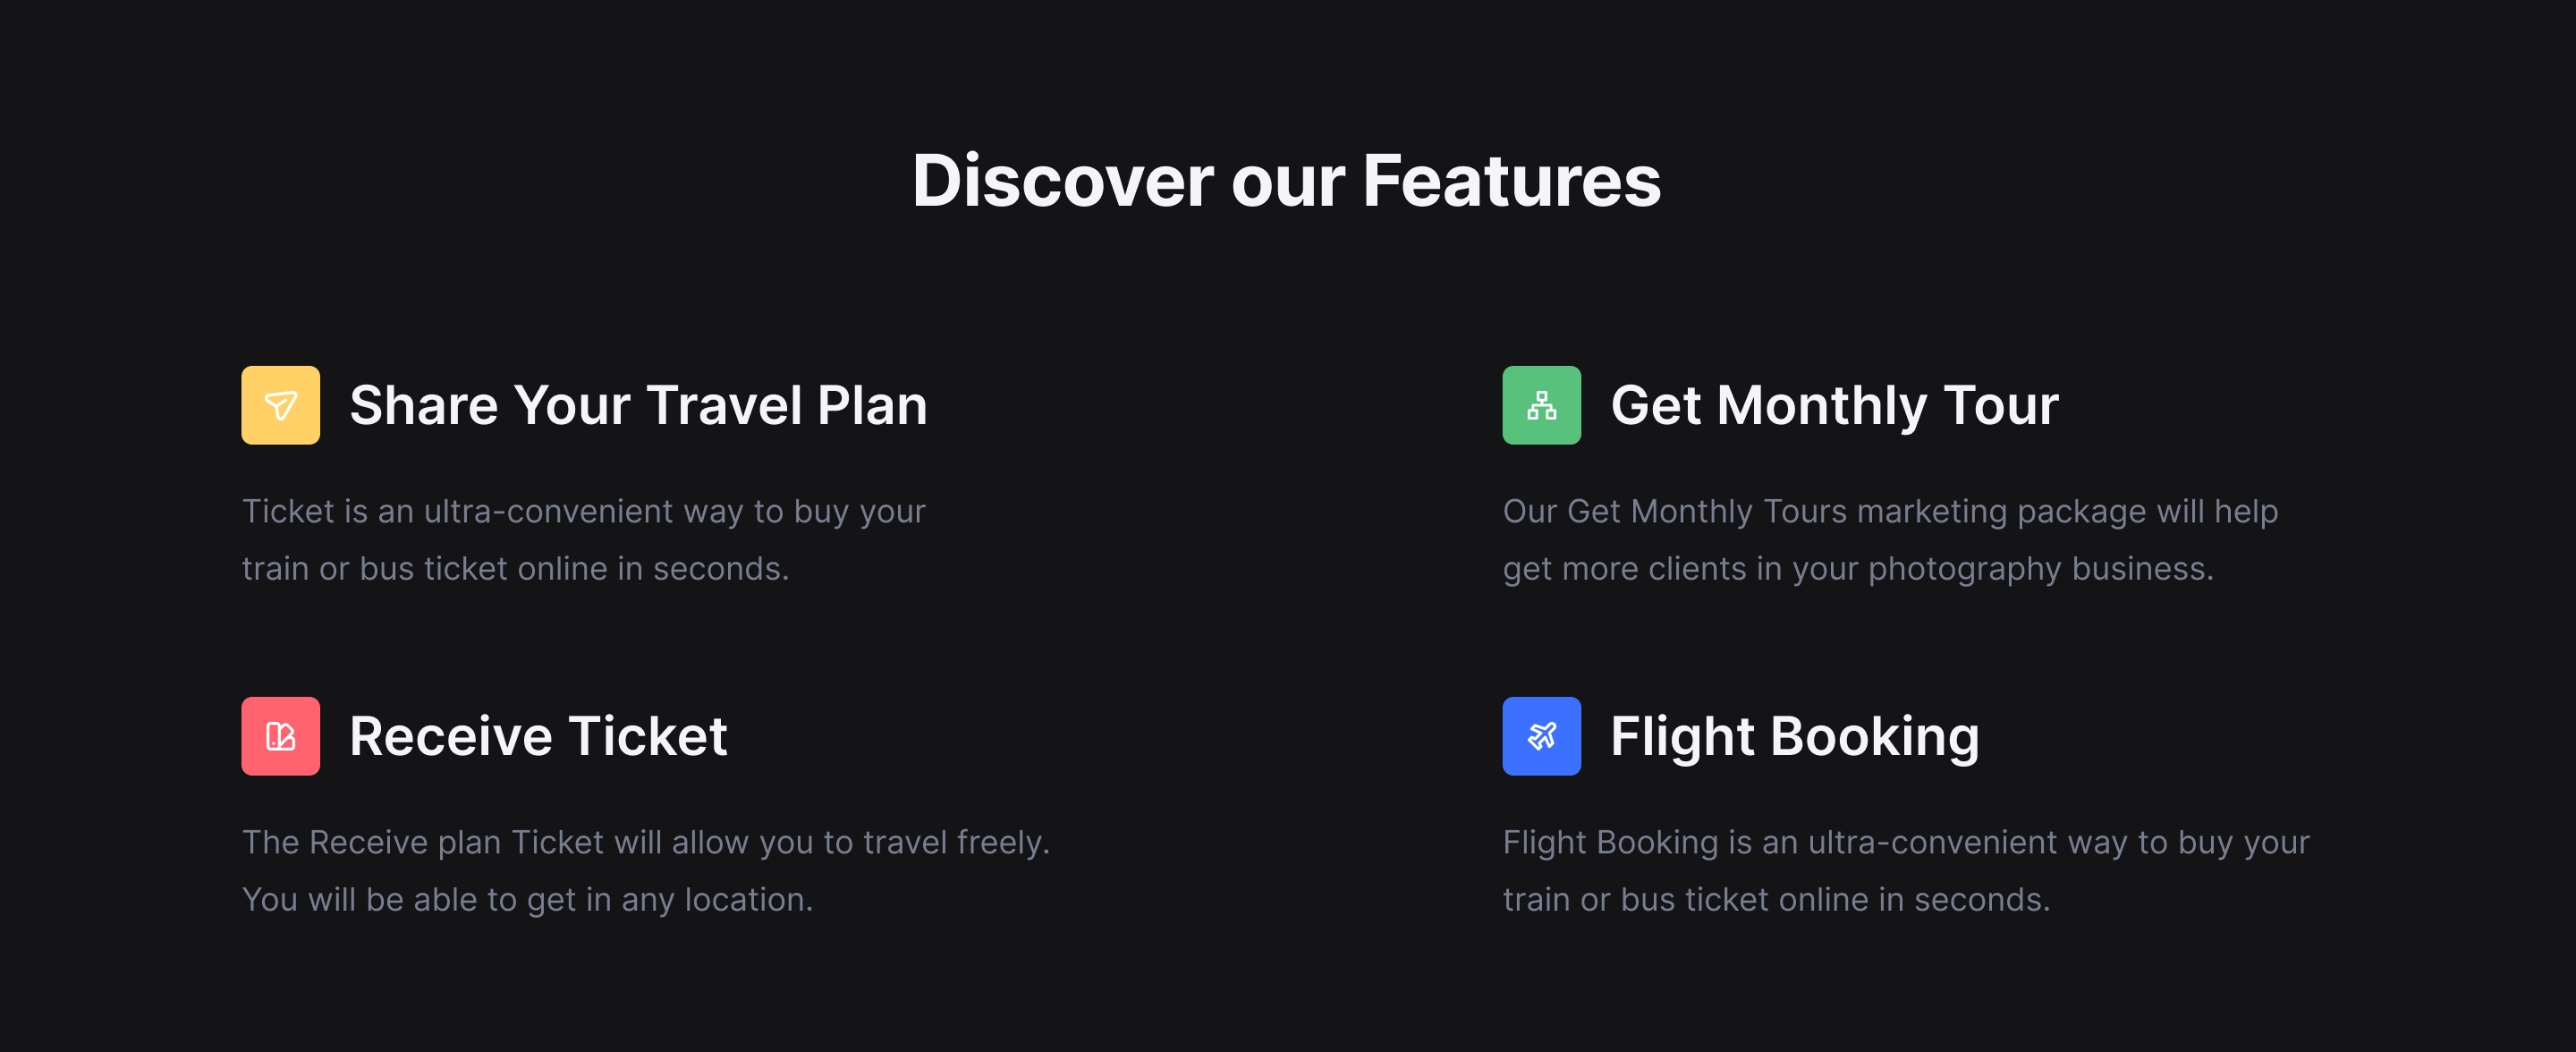 Discover our Features
Share Your Travel Plan
Ticket is an ultra-convenient way to buy your
train or bus ticket online in seconds.
Get Monthly Tour
Our Get Monthly Tours marketing package will help
get more clients in your photography business.
Receive Ticket
The Receive plan Ticket will allow you to travel freely.
You will be able to get in any location.
Flight Booking
Flight Booking is an ultra-convenient way to buy your
train or bus ticket online in seconds.